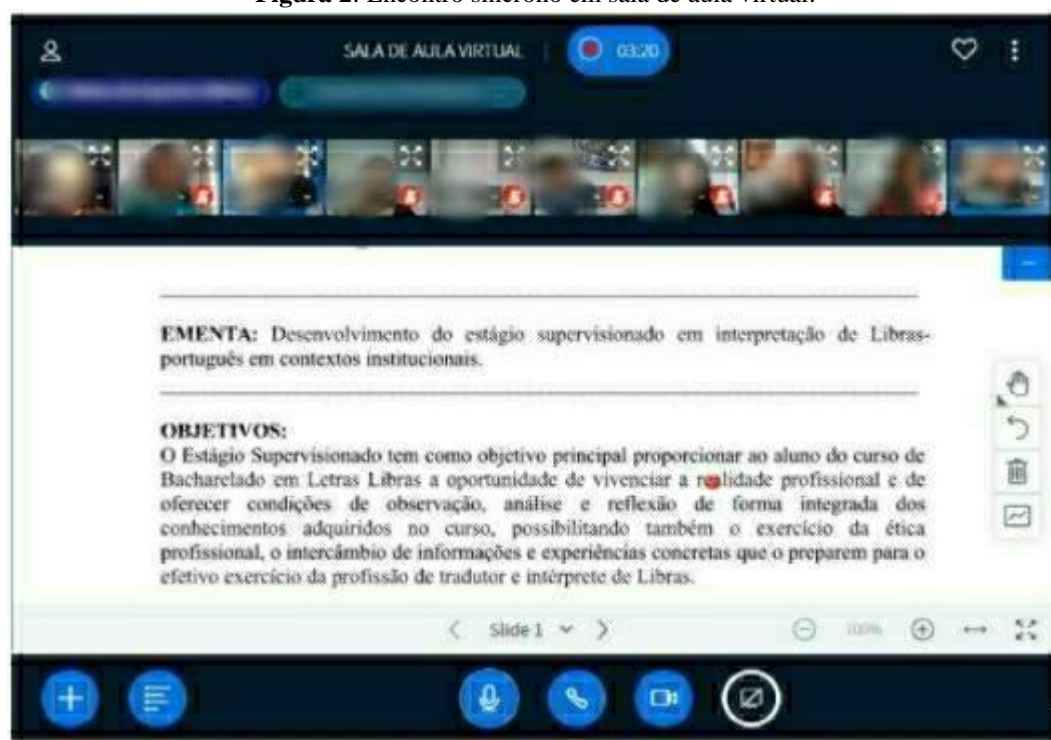 Figura 2: Encontro síncrono em sala de aula virtual.
SALA DE AULA VIRTUAL
03:20
EMENTA: Desenvolvimento do estágio supervisionado em interpretação de Libras-
português em contextos institucionais.
OBJETIVOS:
O Estágio Supervisionado tem como objetivo principal proporcionar ao aluno do curso de
Bacharelado em Letras Libras a oportunidade de vivenciar a realidade profissional e de
oferecer condições de observação, análise e reflexão de forma integrada dos
conhecimentos adquiridos no curso, possibilitando também o exercício da ética
profissional, o intercâmbio de informações e experiências concretas que o preparem para o
efetivo exercício da profissão de tradutor e intérprete de Libras.
Slide 1
100%